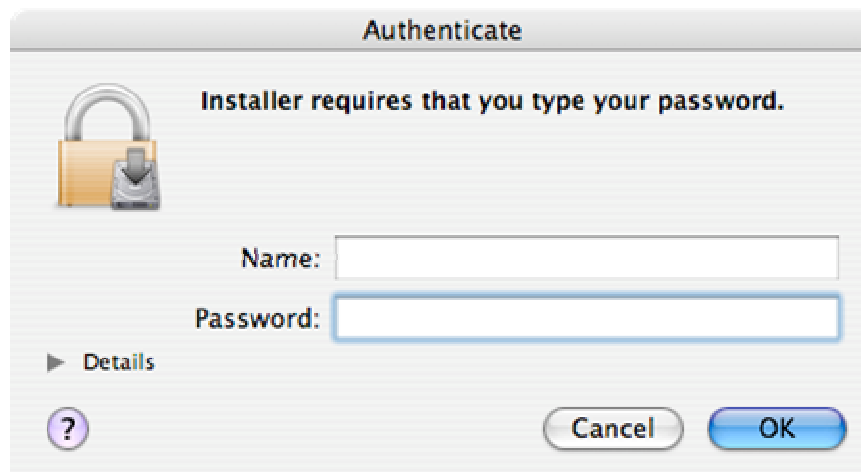 Authenticate
Installer requires that you type your password.
Name:
Password:
Details
?
Cancel
OK